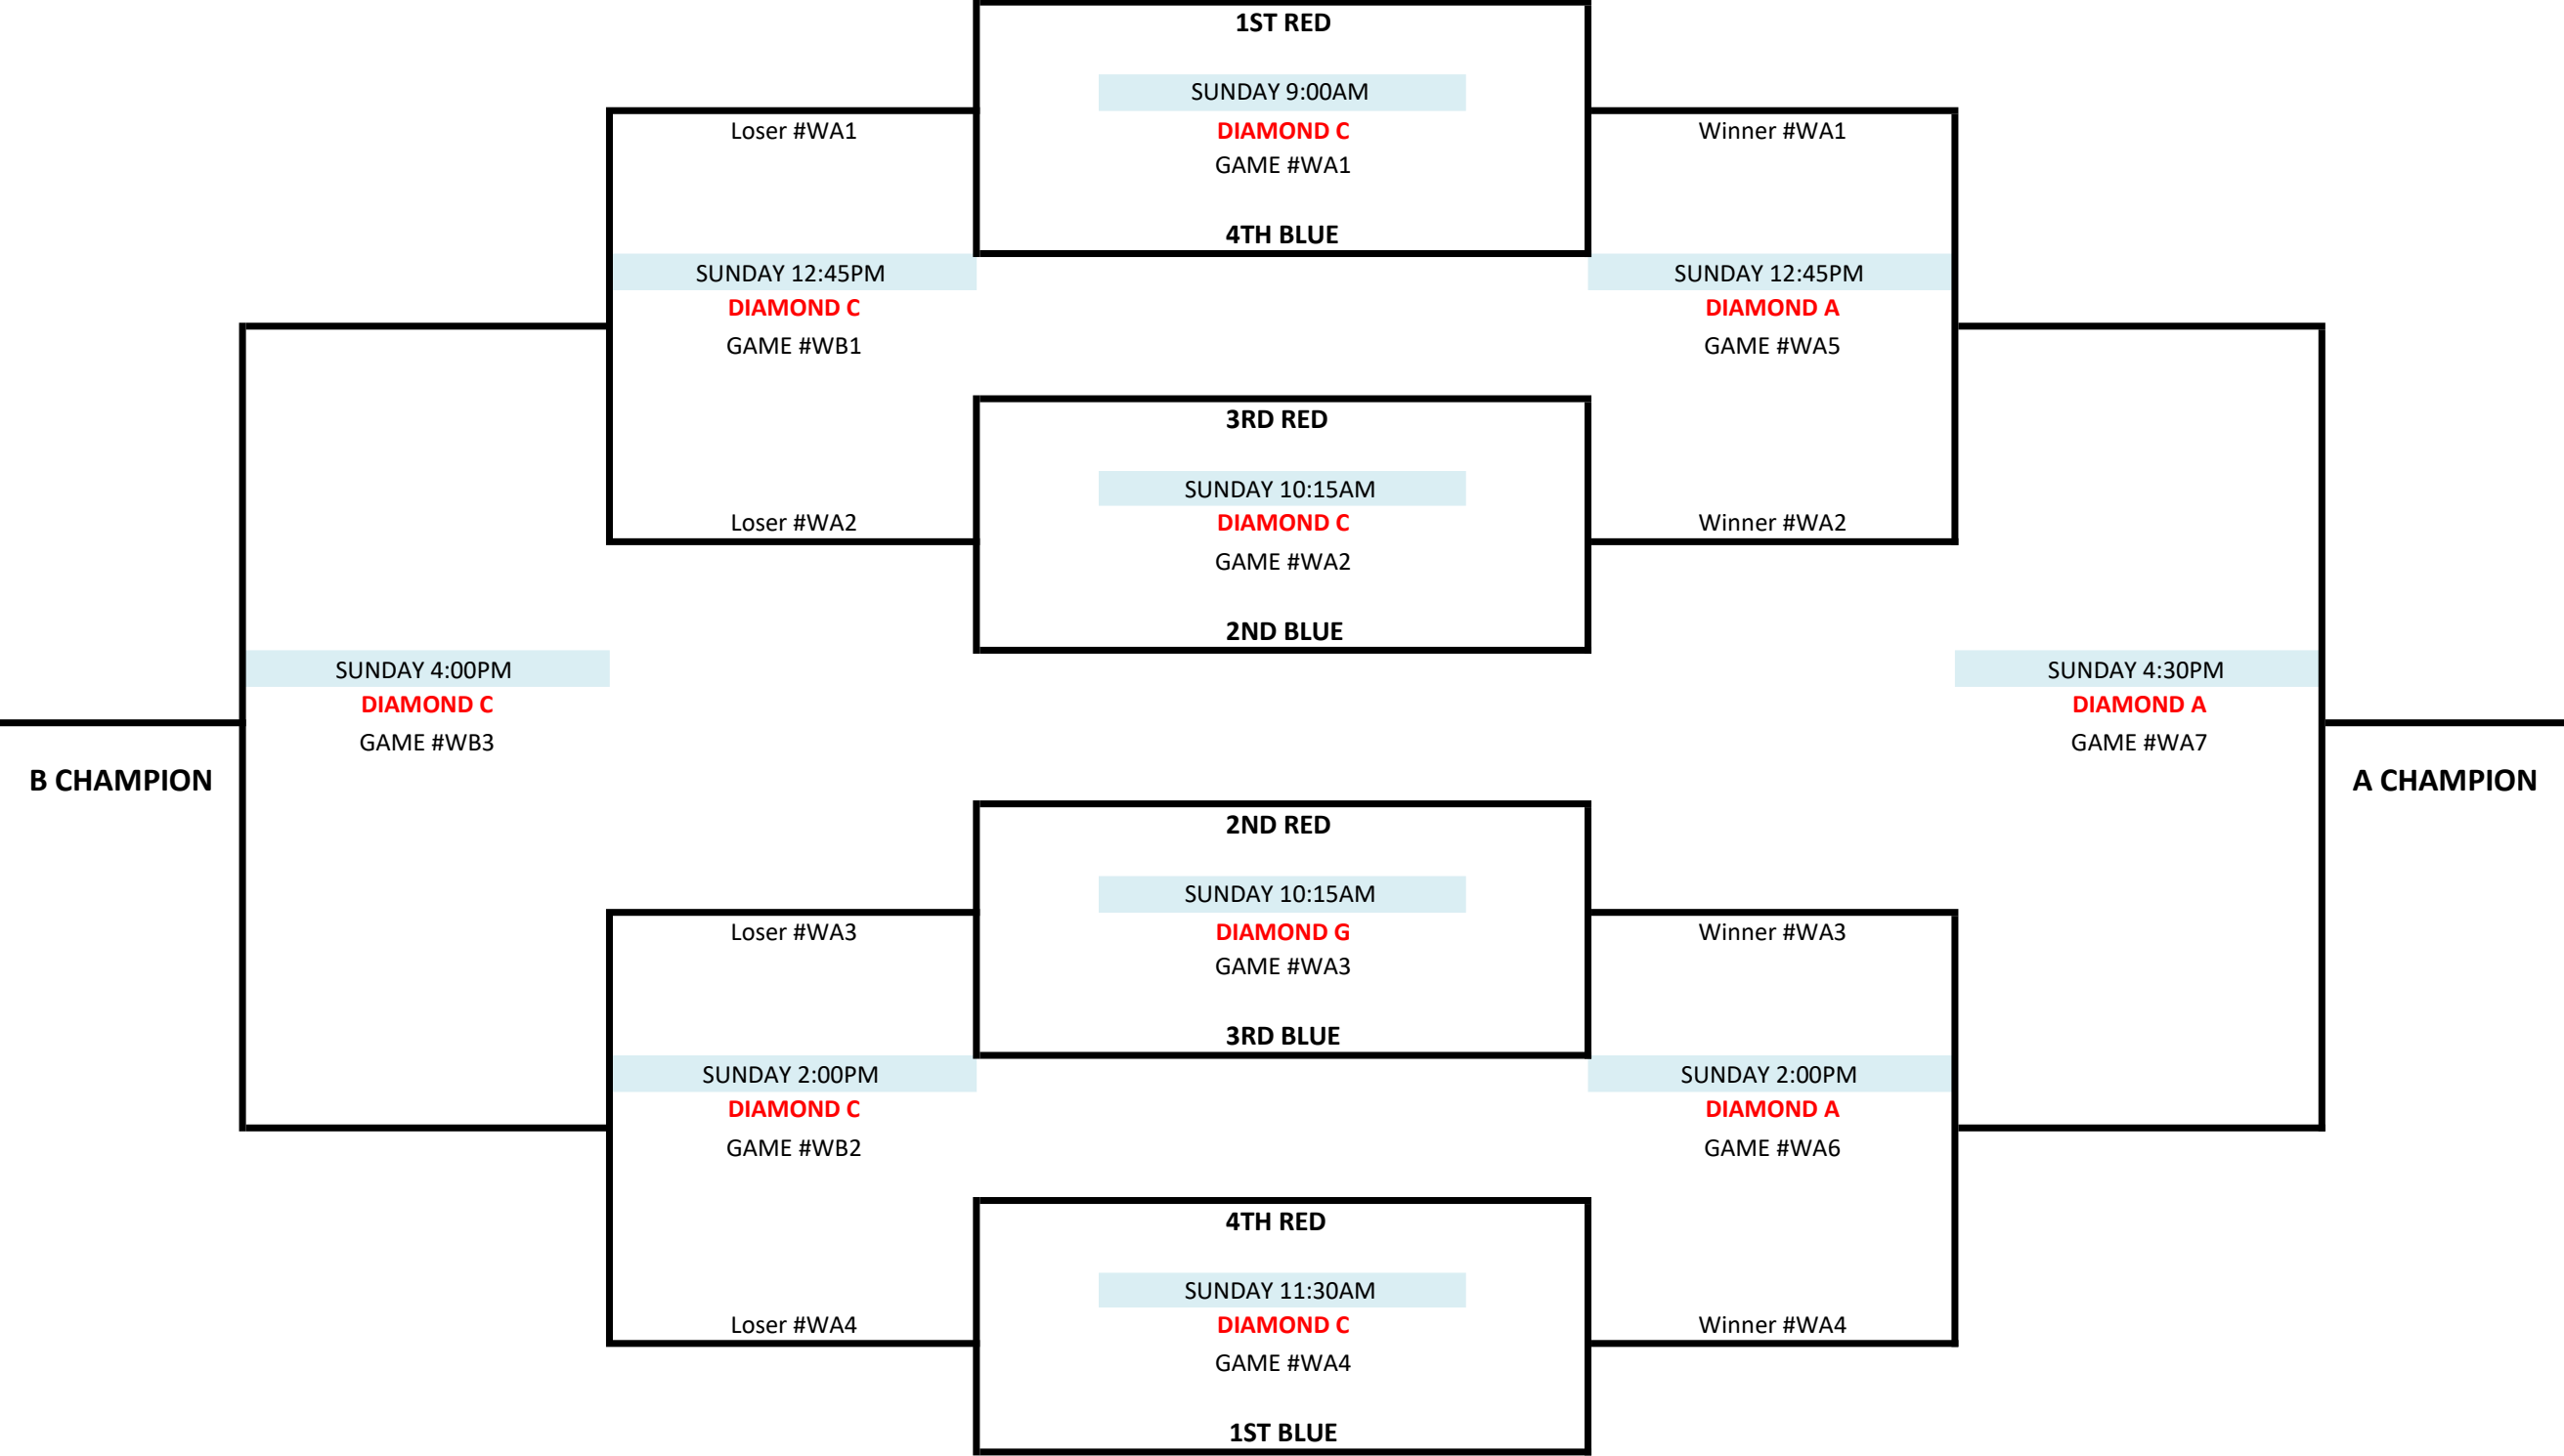 1ST RED
SUNDAY 9:00AM
Loser #WA1
DIAMOND C
Winner #WA1
GAME #WA1
4TH BLUE
SUNDAY 12:45PM
SUNDAY 12:45PM
DIAMOND C
DIAMOND A
GAME #WB1
GAME #WA5
3RD RED
SUNDAY 10:15AM
Loser #WA2
DIAMOND C
Winner #WA2
GAME #WA2
2ND BLUE
SUNDAY 4:00PM
SUNDAY 4:30PM
DIAMOND C
DIAMOND A
GAME #WB3
GAME #WA7
B CHAMPION
A CHAMPION
2ND RED
SUNDAY 10:15AM
Loser #WA3
DIAMOND G
Winner #WA3
GAME #WA3
3RD BLUE
SUNDAY 2:00PM
SUNDAY 2:00PM
DIAMOND C
DIAMOND A
GAME #WB2
GAME #WA6
4TH RED
SUNDAY 11:30AM
Loser #WA4
DIAMOND C
Winner #WA4
GAME #WA4
1ST BLUE